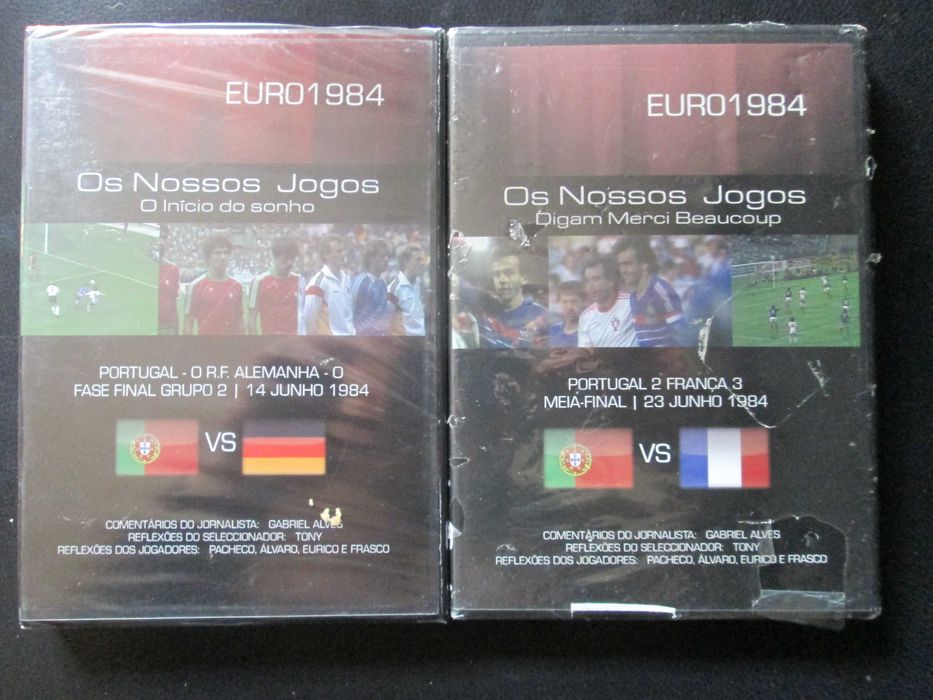 EURO1984
Os Nossos Jogos
O Início do sonho
PORTUGAL - 0 R.F. ALEMANHA - 0
FASE FINAL GRUPO 2 | 14 JUNHO 1984
VS
COMENTÁRIOS DO JORNALISTA: GABRIEL ALVES
REFLEXÕES DO SELECCIONADOR: TONY
REFLEXÕES DOS JOGADORES: PACHECO, ÁLVARO, EURICO E FRASCO
EURO1984
Os Nossos Jogos
Digam Merci Beaucoup
PORTUGAL 2 FRANÇA 3
MEIA-FINAL | 23 JUNHO 1984
VS
COMENTÁRIOS DO JORNALISTA: GABRIEL ALVES
REFLEXÕES DO SELECCIONADOR: TONY
REFLEXÕES DOS JOGADORES: PACHECO, ÁLVARO, EURICO E FRASCO